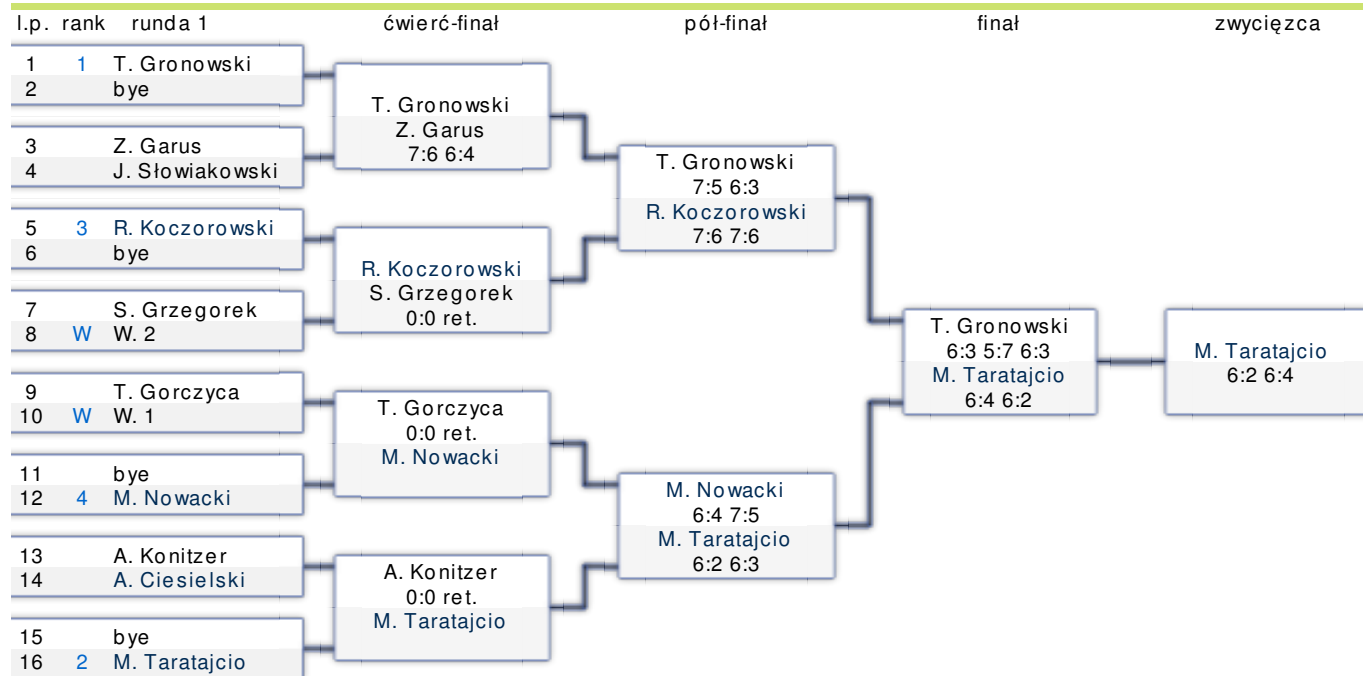 l.p. rank runda 1 ćwierć-finał pół-finał finał zwycięzca
1 1 T. Gronowski
2 bye
3 Z. Garus
4 J. Słowiakowski
5 3 R. Koczorowski
6 bye
7 S. Grzegorek
8 W W. 2
9 T. Gorczyca
10 W W. 1
11 bye
12 4 M. Nowacki
13 A. Konitzer
14 A. Ciesielski
15 bye
16 2 M. Taratajcio
T. Gronowski
Z. Garus
7:6 6:4
R. Koczorowski
S. Grzegorek
0:0 ret.
T. Gorczyca
0:0 ret.
M. Nowacki
A. Konitzer
0:0 ret.
M. Taratajcio
T. Gronowski
7:5 6:3
R. Koczorowski
7:6 7:6
M. Nowacki
6:4 7:5
M. Taratajcio
6:2 6:3
T. Gronowski
6:3 5:7 6:3
M. Taratajcio
6:4 6:2
M. Taratajcio
6:2 6:4